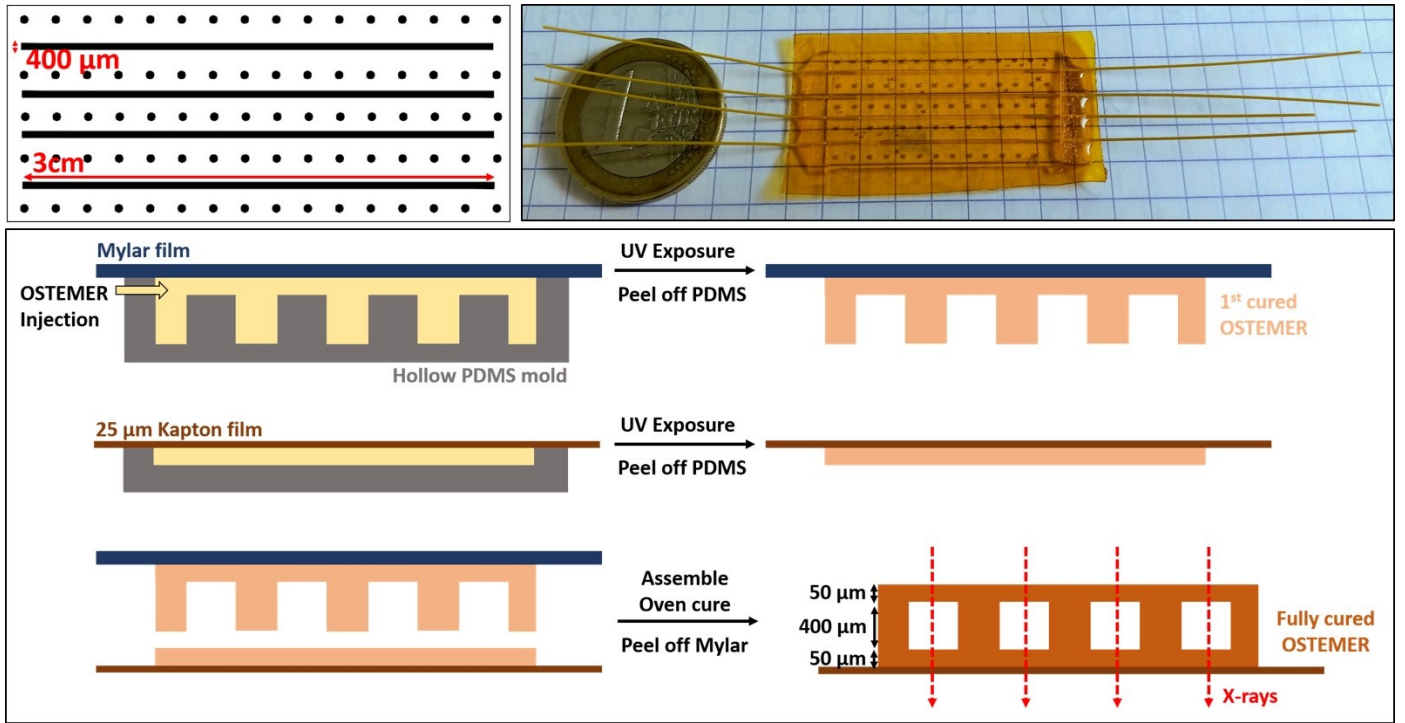 400 µm
3cm
Mylar film
OSTEMER
Injection
Hollow PDMS mold
UV Exposure
Peel off PDMS
1st cured
OSTEMER
25 µm Kapton film
UV Exposure
Peel off PDMS
Assemble
Oven cure
Peel off Mylar
50 µm
400 µm
50 µm
Fully cured
OSTEMER
X-rays